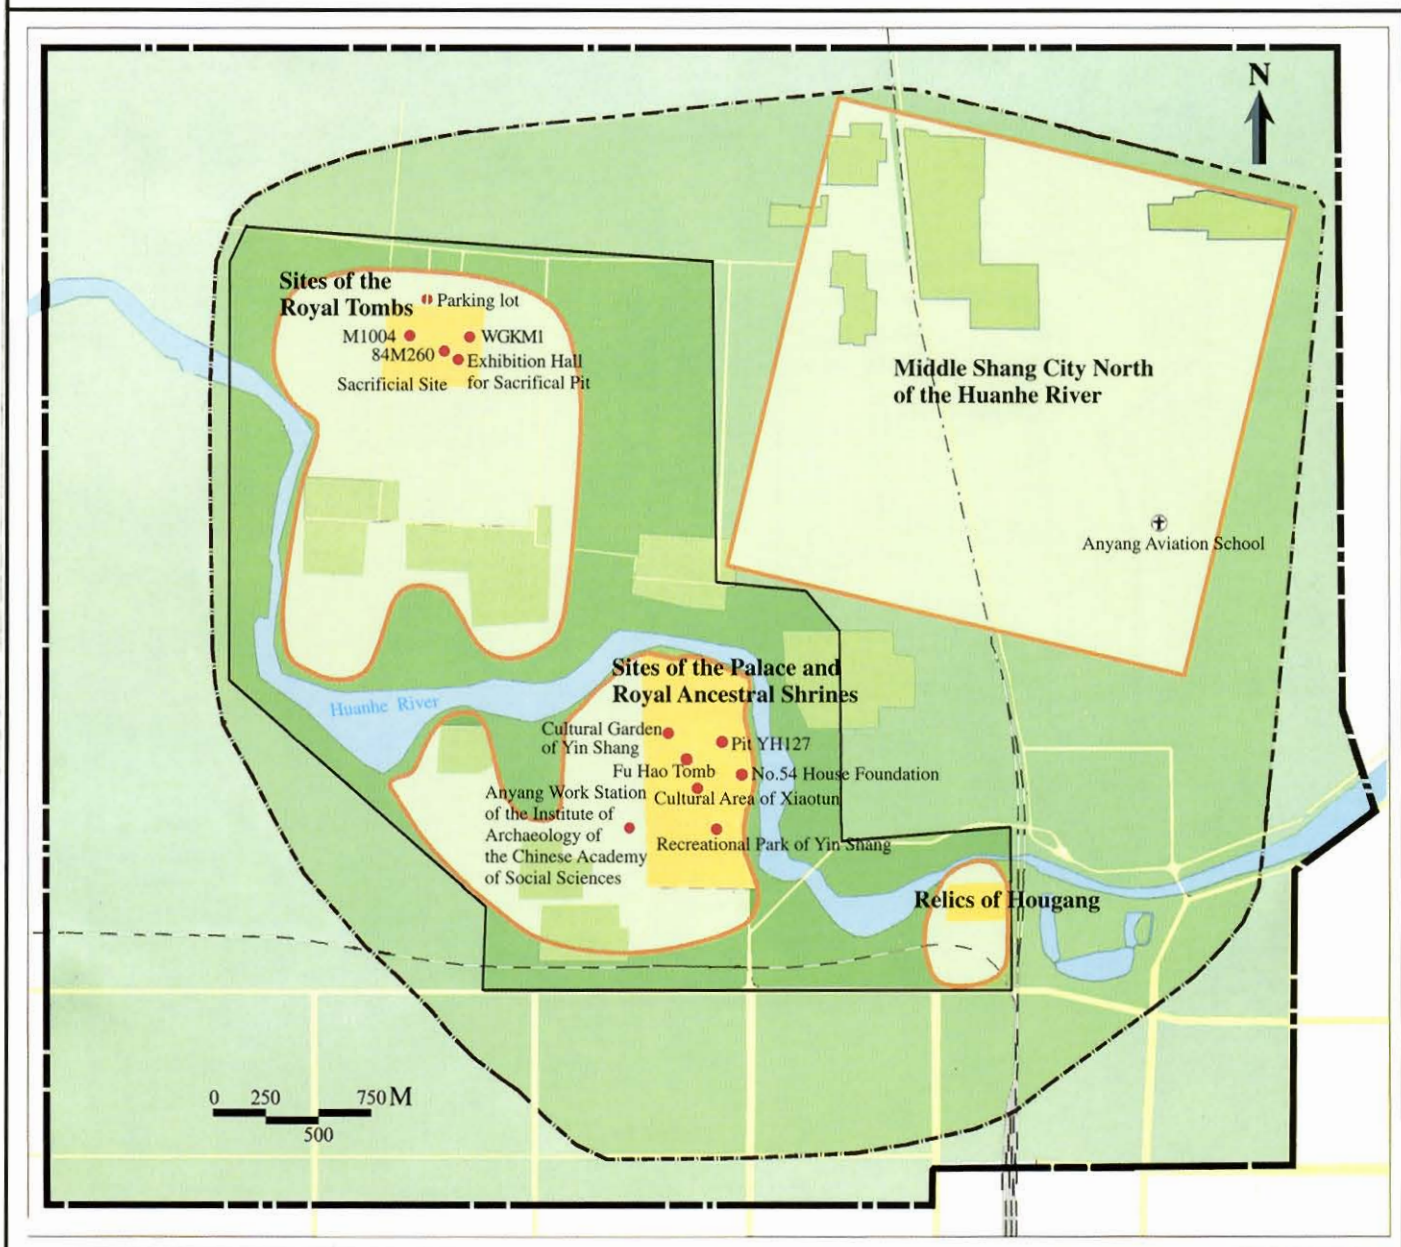 N
Sites of the
Royal Tombs
Parking lot
M1004
WGKM1
84M260
Exhibition Hall
for Sacrifical Pit
Sacrificial Site
Middle Shang City North
of the Huanhe River
Anyang Aviation School
Huanhe River
Sites of the Palace and
Royal Ancestral Shrines
Cultural Garden
of Yin Shang
Pit YH127
Fu Hao Tomb
No.54 House Foundation
Cultural Area of Xiaotun
Anyang Work Station
of the Institute of
Archaeology of
the Chinese Academy
of Social Sciences
Recreational Park of Yin Shang
Relics of Hougang
0 250 750 M
500